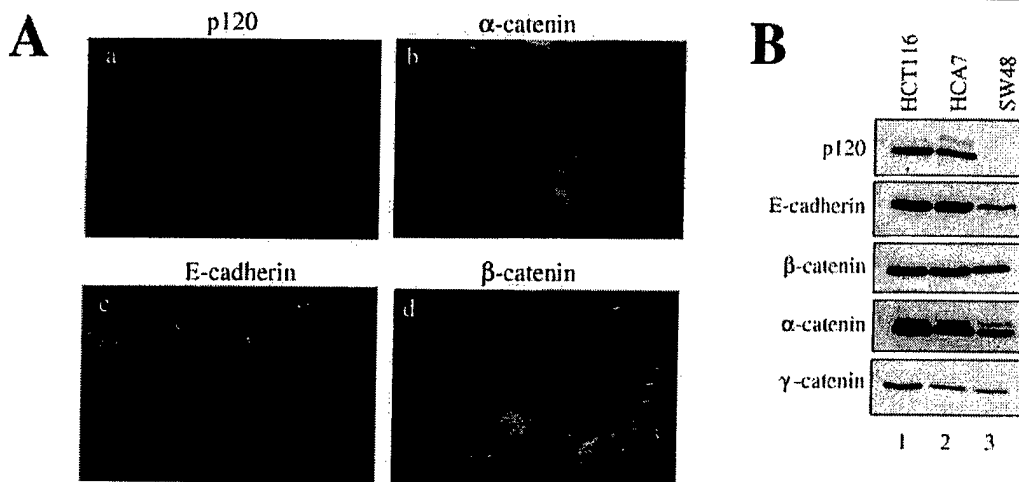 A
p120
α-catenin
a
b
E-cadherin
β-catenin
c
d
B
HCT116
HCA7
SW48
p120
E-cadherin
β-catenin
α-catenin
γ-catenin
1 2 3